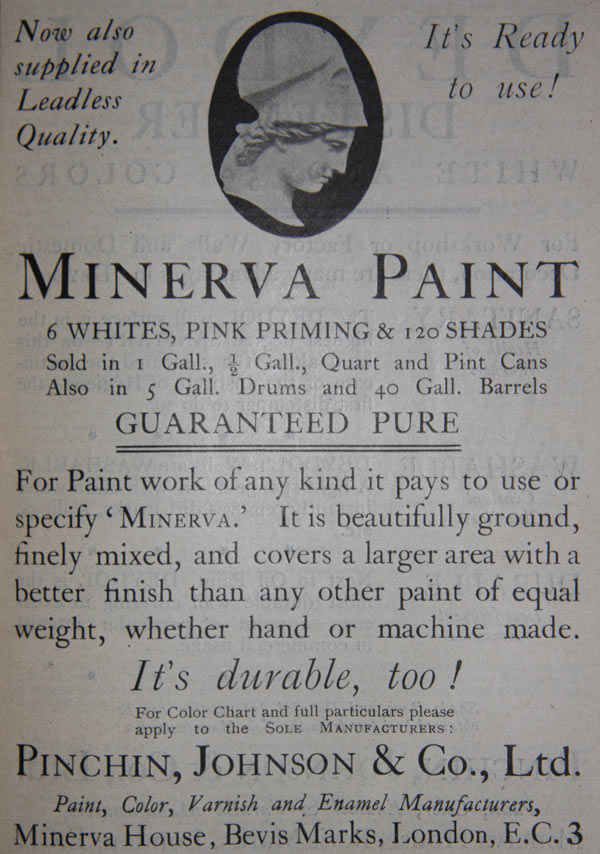 Now also
supplied in
Leadless
Quality.
It's Ready
to use!
MINERVA PAINT
6 WHITES, PINK PRIMING & 120 SHADES
Sold in 1 Gall., ½ Gall., Quart and Pint Cans
Also in 5 Gall. Drums and 40 Gall. Barrels
GUARANTEED PURE
For Paint work of any kind it pays to use or
specify ‘MINERVA.’ It is beautifully ground,
finely mixed, and covers a larger area with a
better finish than any other paint of equal
weight, whether hand or machine made.
It's durable, too!
For Color Chart and full particulars please
apply to the SOLE MANUFACTURERS:
PINCHIN, JOHNSON & Co., Ltd.
Paint, Color, Varnish and Enamel Manufacturers,
Minerva House, Bevis Marks, London, E.C. 3